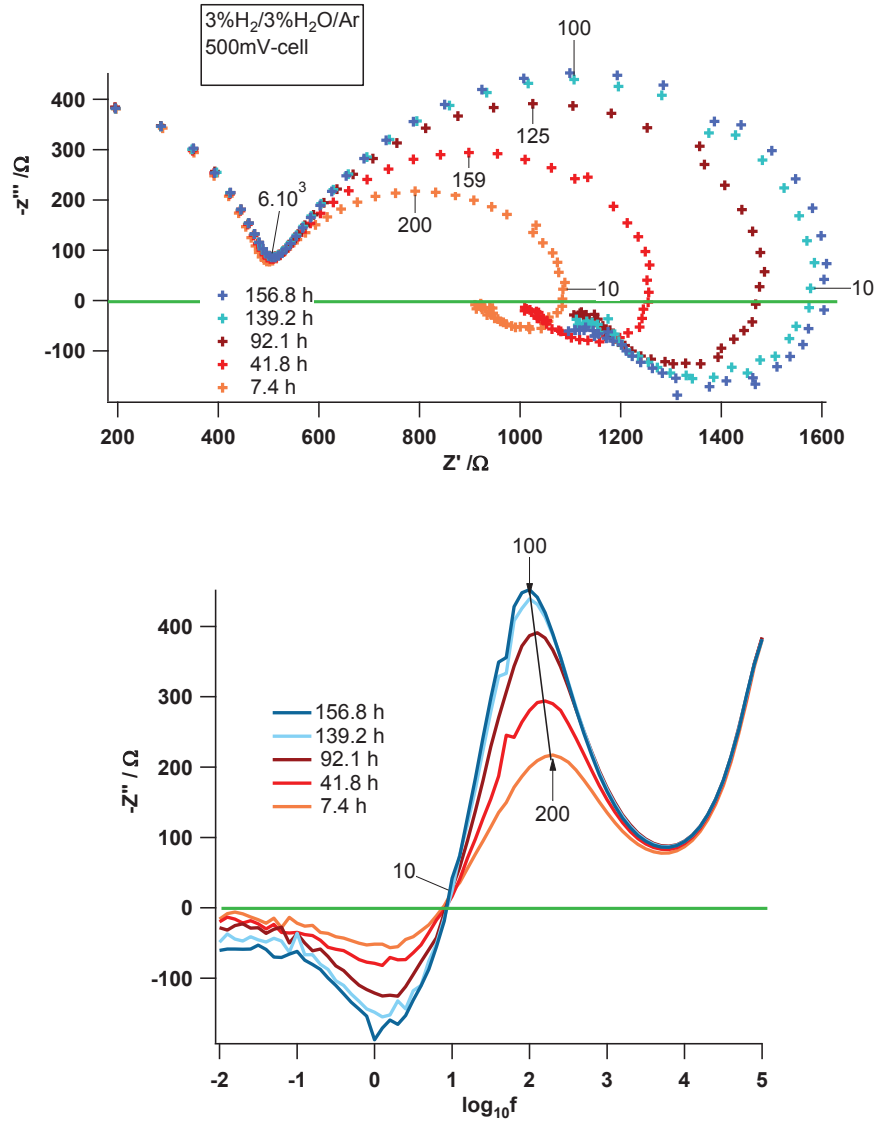 3%H₂/3%H₂O/Ar
500mV-cell
100
400
300
200
100
0
-100
-z''' /Ω
125
159
200
6.10³
10
10
156.8 h
139.2 h
92.1 h
41.8 h
7.4 h
200
400
600
800
1000
1200
1400
1600
Z' /Ω
100
400
300
200
100
0
-100
-Z'' / Ω
156.8 h
139.2 h
92.1 h
41.8 h
7.4 h
200
10
-2
-1
0
1
2
3
4
5
log₁₀f